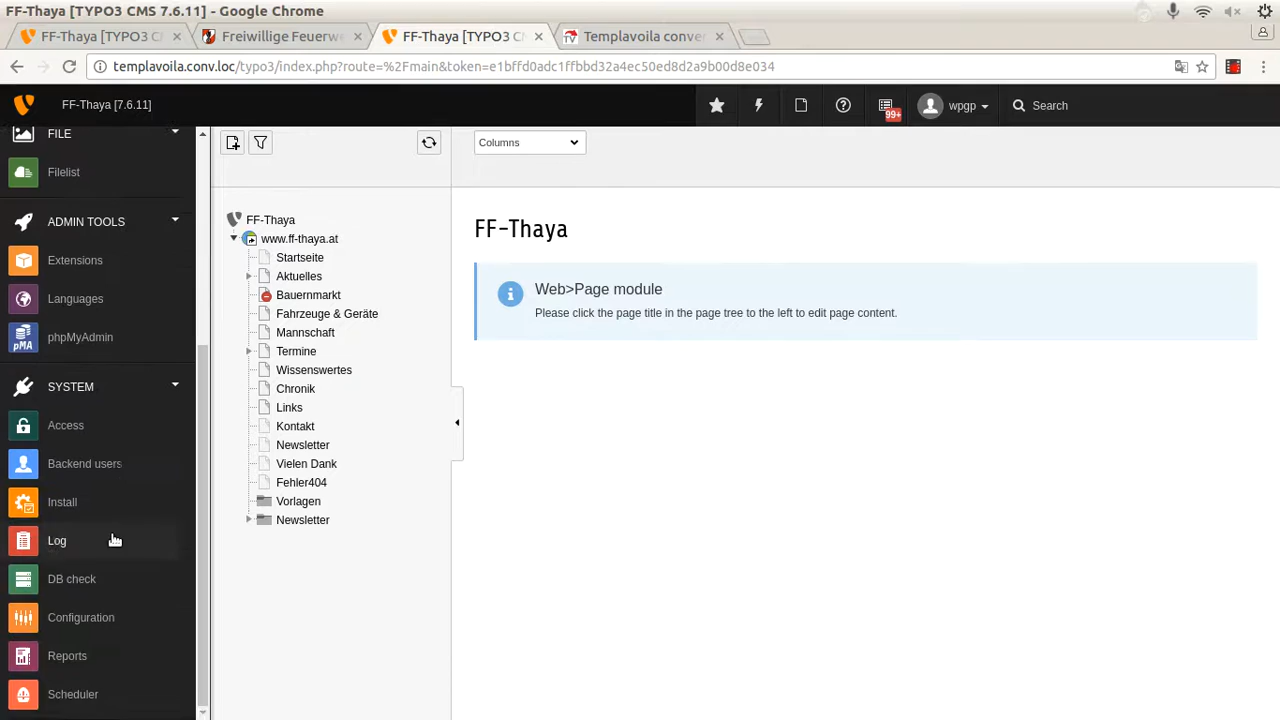 FF-Thaya [TYPO3 CMS 7.6.11] - Google Chrome
FF-Thaya [TYPO3 C
Freiwillige Feuerw
FF-Thaya [TYPO3 C
Templavoila conve
templavoila.conv.loc/typo3/index.php?route=%2Fmain&token=e1bffd0adc1ffbbd32a4ec50ed8d2a9b00d8e034
FF-Thaya [7.6.11]
99+
wpgp
Search
FILE
Filelist
ADMIN TOOLS
Extensions
Languages
pMA
phpMyAdmin
SYSTEM
Access
Backend users
Install
Log
DB check
Configuration
Reports
Scheduler
FF-Thaya
www.ff-thaya.at
Startseite
Aktuelles
Bauernmarkt
Fahrzeuge & Geräte
Mannschaft
Termine
Wissenswertes
Chronik
Links
Kontakt
Newsletter
Vielen Dank
Fehler404
Vorlagen
Newsletter
Columns
FF-Thaya
Web>Page module
Please click the page title in the page tree to the left to edit page content.